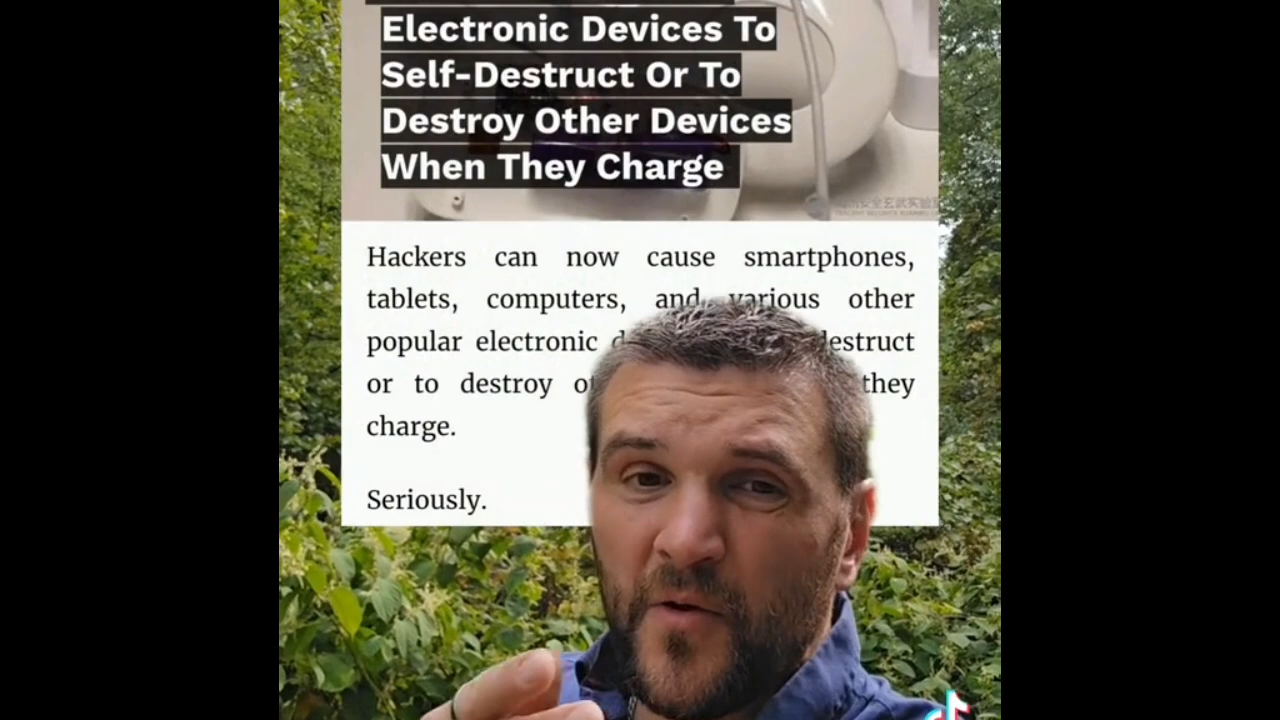 Electronic Devices To
Self-Destruct Or To
Destroy Other Devices
When They Charge
Hackers can now cause smartphones,
tablets, computers, and various other
popular electronic destruct
or to destroy they
charge.
Seriously.